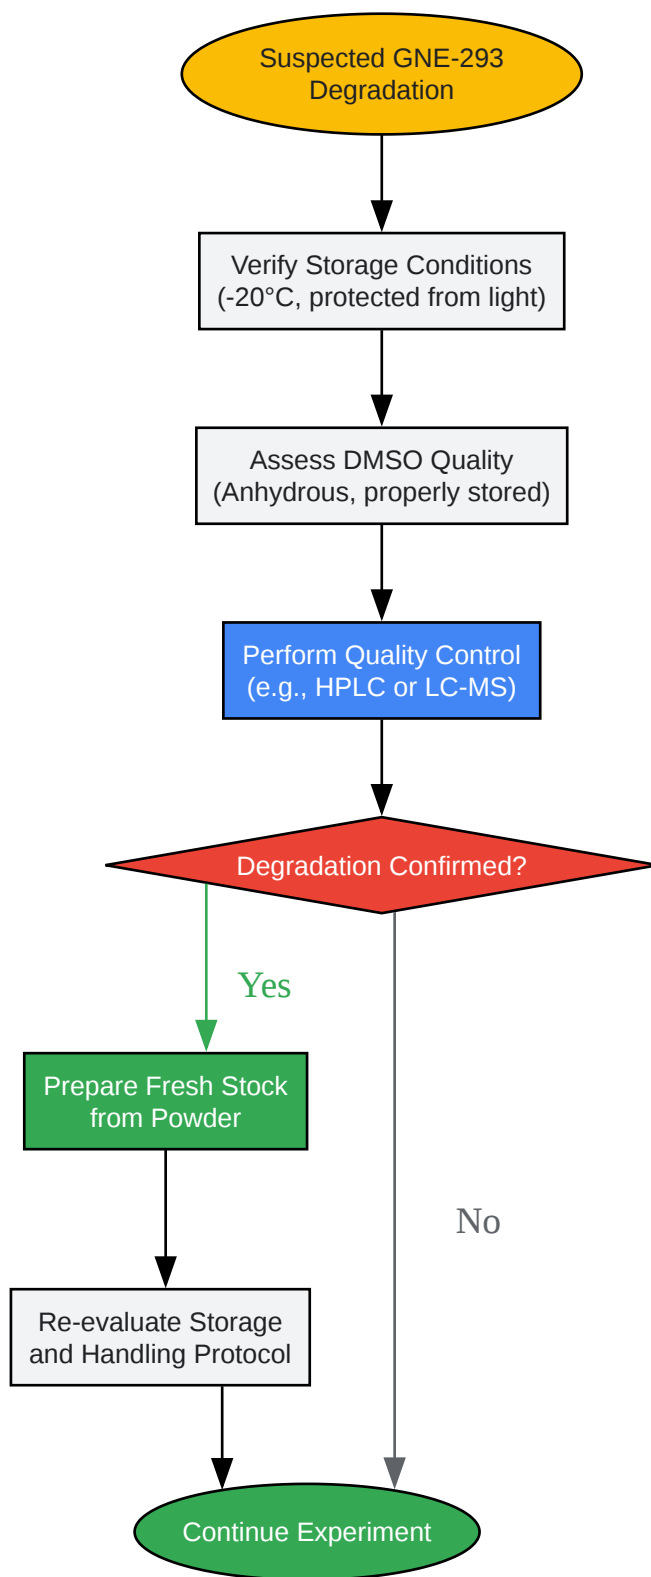 Suspected GNE-293
Degradation
Verify Storage Conditions
(-20°C, protected from light)
Assess DMSO Quality
(Anhydrous, properly stored)
Perform Quality Control
(e.g., HPLC or LC-MS)
Degradation Confirmed?
Yes
Prepare Fresh Stock
from Powder
No
Re-evaluate Storage
and Handling Protocol
Continue Experiment